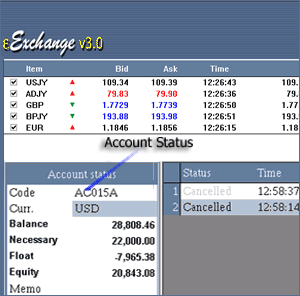 εExchange v3.0
Item Bid Ask Time
USJY 109.34 109.39 12:26:43 109.
ADJY 79.83 79.90 12:26:36 79.
GBP 1.7729 1.7739 12:26:50 1.77
BPJY 193.88 193.98 12:26:51 193.
EUR 1.1846 1.1856 12:26:15 1.18
Account Status
Account status
Code AC015A
Curr. USD
Balance 28,808.46
Necessary 22,000.00
Float -7,965.38
Equity 20,843.08
Memo
Status Time
1 Cancelled 12:58:37
2 Cancelled 12:58:14